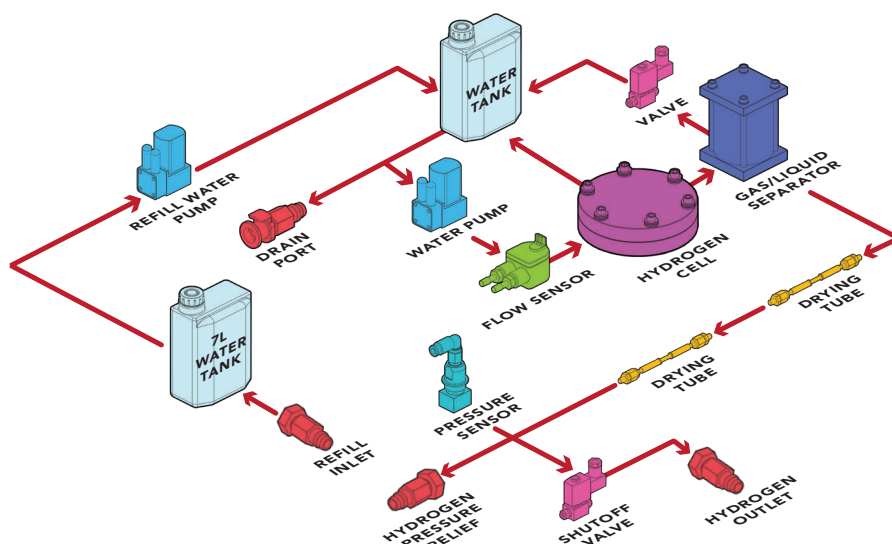 WATER
TANK
VALVE
GAS/LIQUID
SEPARATOR
REFILL WATER
PUMP
DRAIN
PORT
WATER PUMP
HYDROGEN
CELL
FLOW SENSOR
DRYING
TUBE
7L
WATER
TANK
DRYING
TUBE
PRESSURE
SENSOR
REFILL
INLET
HYDROGEN
PRESSURE
RELIEF
SHUTOFF
VALVE
HYDROGEN
OUTLET